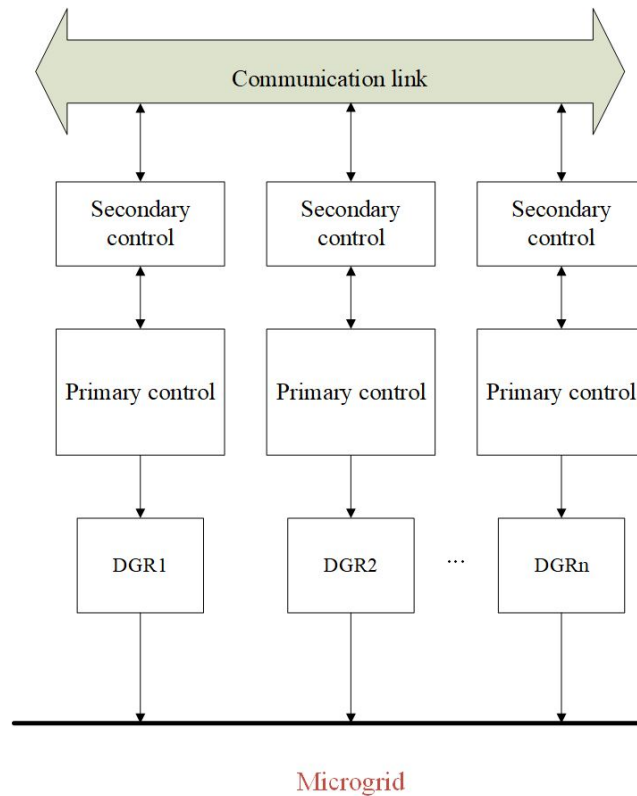 Communication link
Secondary
control
Secondary
control
Secondary
control
Primary control
Primary control
Primary control
DGR1
DGR2
...
DGRn
Microgrid